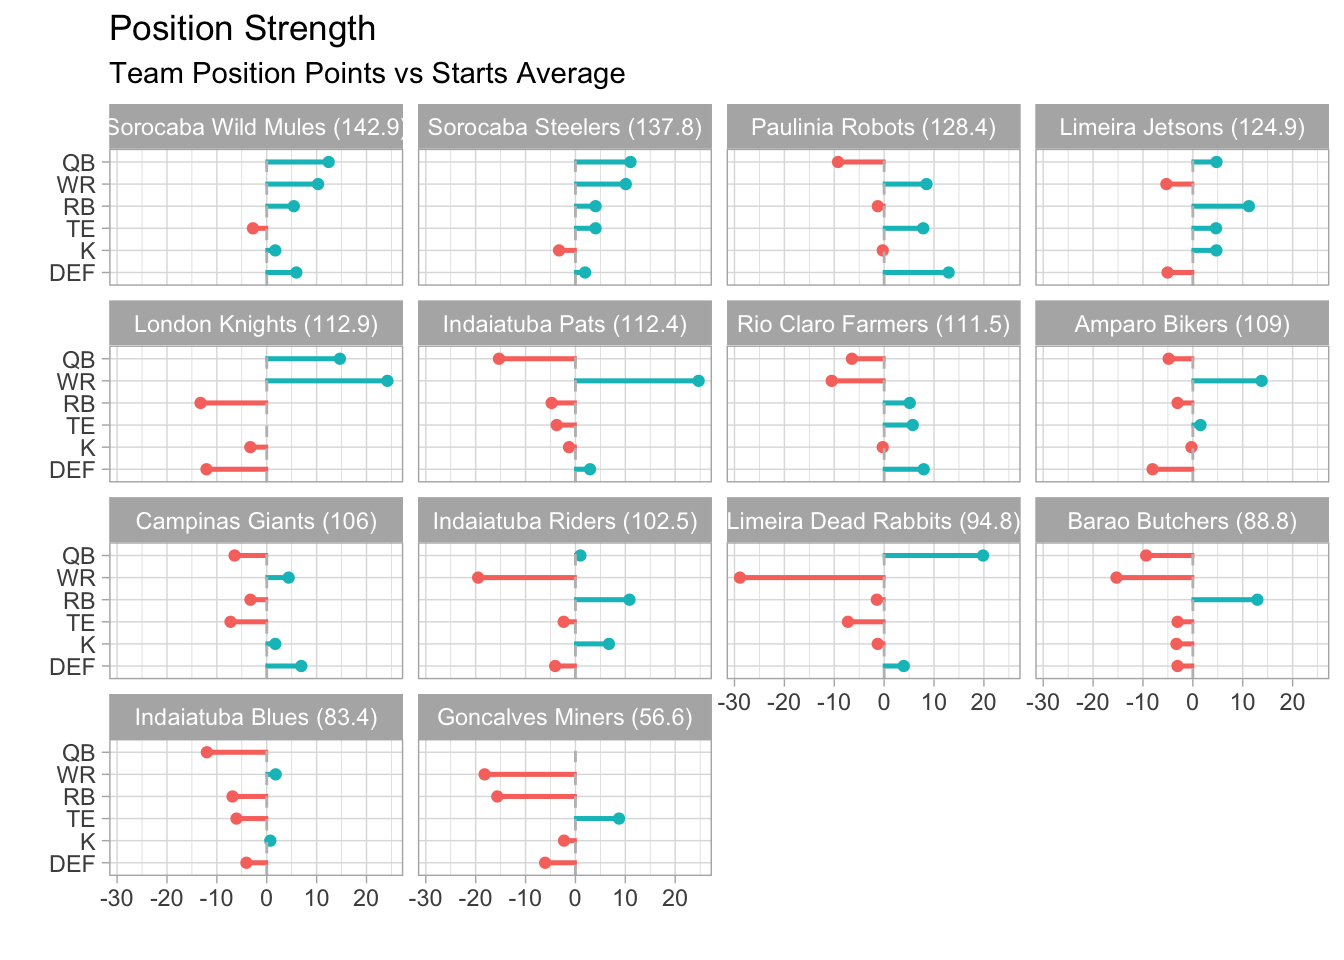 Position Strength
Team Position Points vs Starts Average
Sorocaba Wild Mules (142.9)
Sorocaba Steelers (137.8)
Paulinia Robots (128.4)
Limeira Jetsons (124.9)
QB
WR
RB
TE
K
DEF
London Knights (112.9)
Indaiatuba Pats (112.4)
Rio Claro Farmers (111.5)
Amparo Bikers (109)
QB
WR
RB
TE
K
DEF
Campinas Giants (106)
Indaiatuba Riders (102.5)
Limeira Dead Rabbits (94.8)
Barao Butchers (88.8)
QB
WR
RB
TE
K
DEF
-30 -20 -10 0 10 20
-30 -20 -10 0 10 20
Indaiatuba Blues (83.4)
Goncalves Miners (56.6)
QB
WR
RB
TE
K
DEF
-30 -20 -10 0 10 20
-30 -20 -10 0 10 20